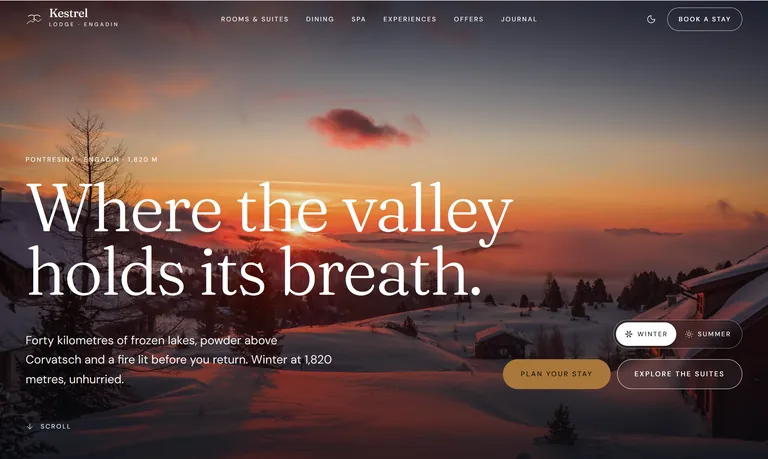 Kestrel
LODGE · ENGADIN
ROOMS & SUITES
DINING
SPA
EXPERIENCES
OFFERS
JOURNAL
BOOK A STAY
PONTRESINA · ENGADIN · 1,820 M
Where the valley
holds its breath.
Forty kilometres of frozen lakes, powder above
Corvatsch and a fire lit before you return. Winter at 1,820
metres, unhurried.
WINTER
SUMMER
PLAN YOUR STAY
EXPLORE THE SUITES
SCROLL